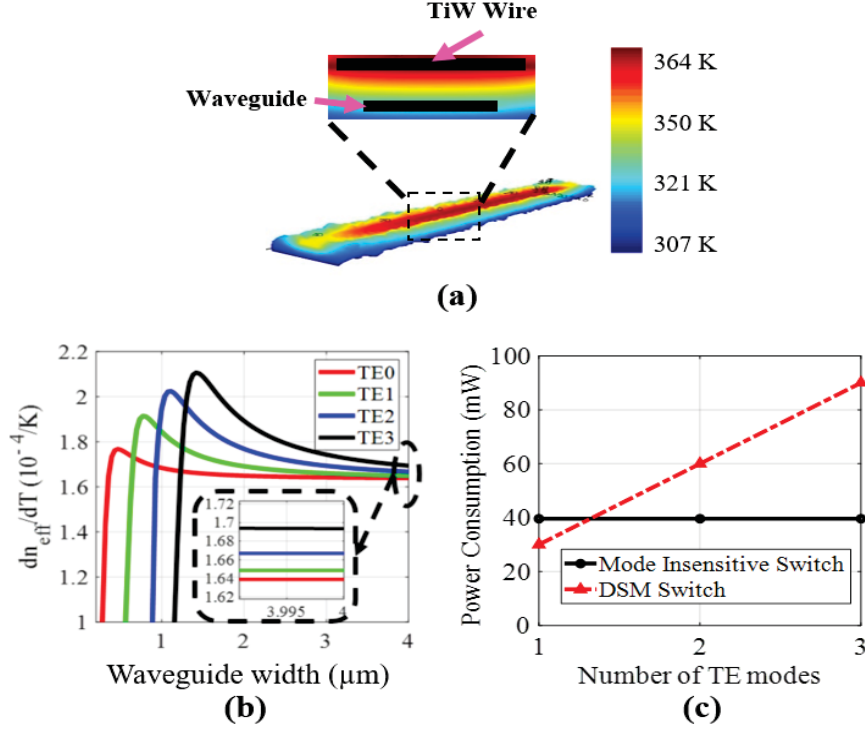 TiW Wire
Waveguide
364 K
350 K
321 K
307 K
(a)
2.2
2
1.8
1.6
1.4
1.2
1
dn_eff/dT (10^-4/K)
TE0
TE1
TE2
TE3
1.72
1.7
1.68
1.66
1.64
1.62
3.995 4
1 2 3 4
Waveguide width (µm)
(b)
100
80
60
40
20
0
Power Consumption (mW)
Mode Insensitive Switch
DSM Switch
1 2 3
Number of TE modes
(c)